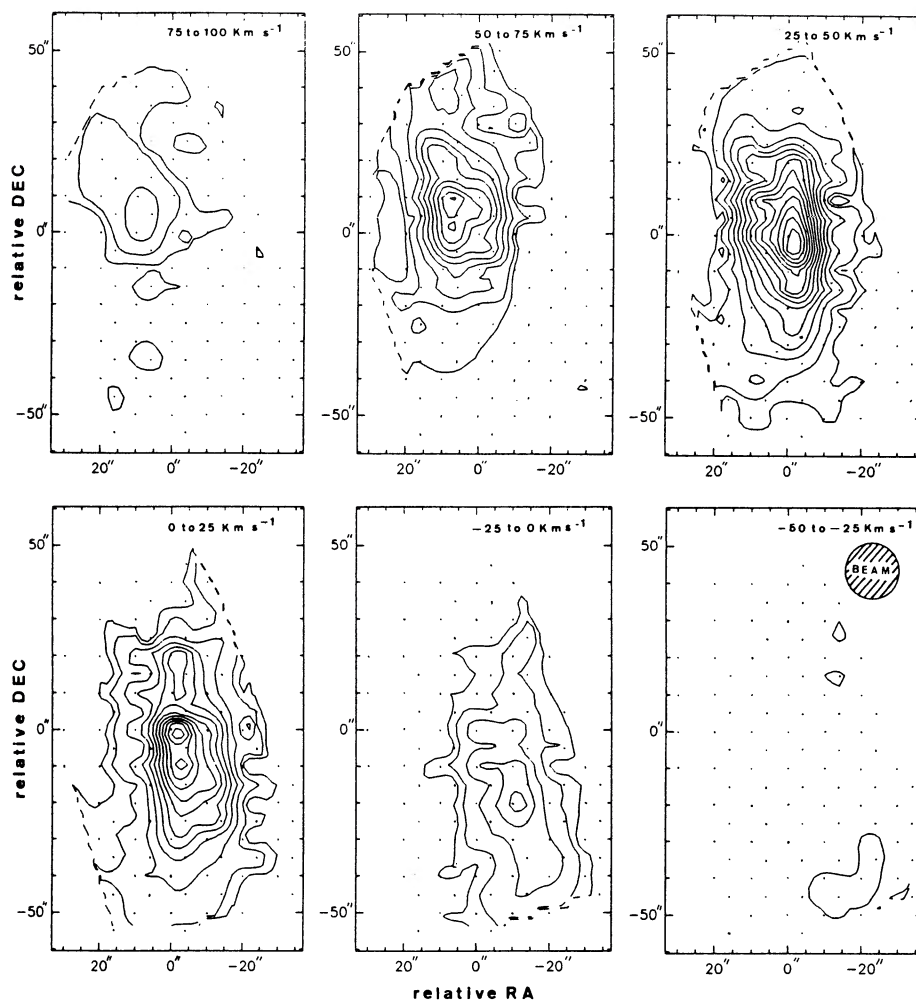 75 to 100 Km s⁻¹
50 to 75 Km s⁻¹
25 to 50 Km s⁻¹
50"
0"
-50"
50"
0"
-50"
50"
0"
-50"
relative DEC
20" 0" -20"
20" 0" -20"
20" 0" -20"
0 to 25 Km s⁻¹
-25 to 0 Km s⁻¹
-50 to -25 Km s⁻¹
BEAM
50"
0"
-50"
50"
0"
-50"
50"
0"
-50"
relative DEC
20" 0" -20"
20" 0" -20"
20" 0" -20"
relative RA